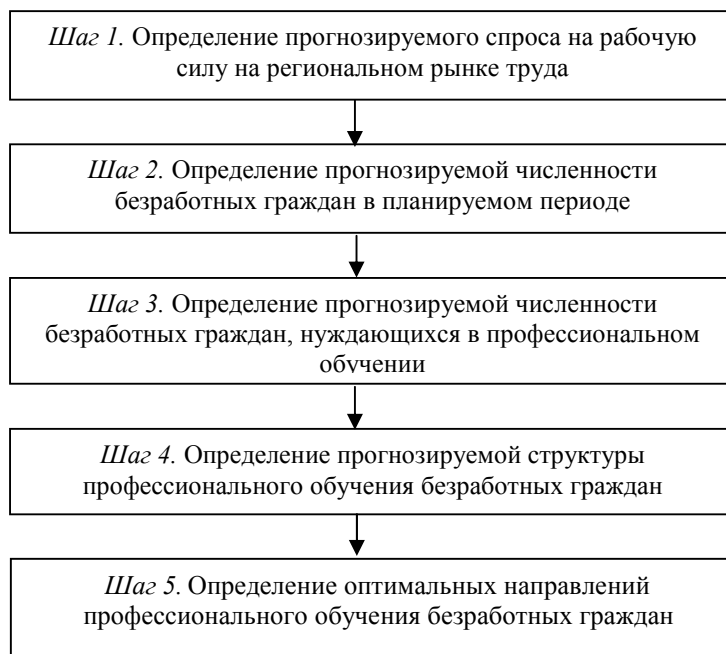 Шаг 1. Определение прогнозируемого спроса на рабочую
силу на региональном рынке труда
Шаг 2. Определение прогнозируемой численности
безработных граждан в планируемом периоде
Шаг 3. Определение прогнозируемой численности
безработных граждан, нуждающихся в профессиональном
обучении
Шаг 4. Определение прогнозируемой структуры
профессионального обучения безработных граждан
Шаг 5. Определение оптимальных направлений
профессионального обучения безработных граждан